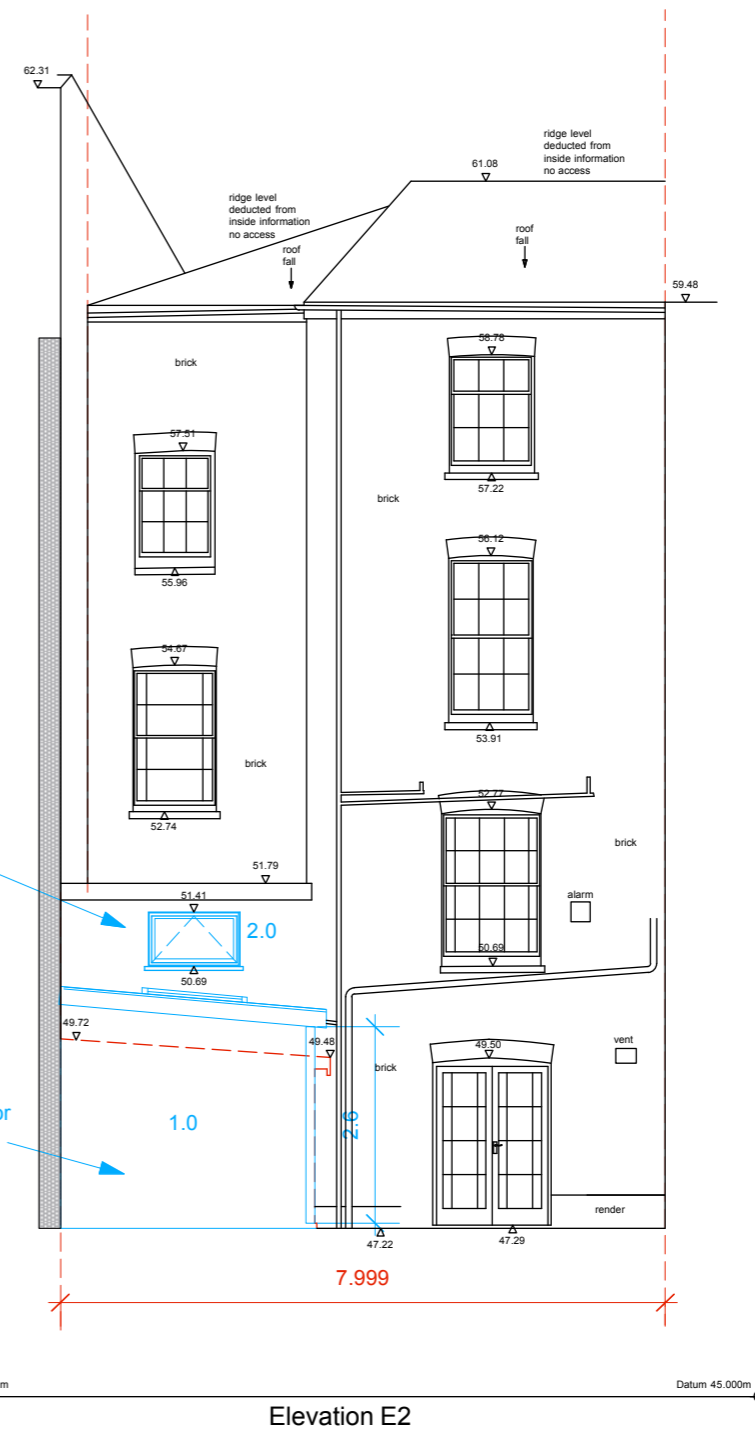 62.31
ridge level
deducted from
inside information
no access
61.08
ridge level
deducted from
inside information
no access
roof
fall
roof
fall
59.48
brick
58.78
57.51
brick
57.22
56.12
55.96
54.67
53.91
brick
52.77
52.74
brick
51.79
alarm
51.41
2.0
50.69
50.69
49.72
49.48
49.50
vent
brick
or
1.0
2.6
render
47.22
47.29
7.999
m
Datum 45.000m
Elevation E2